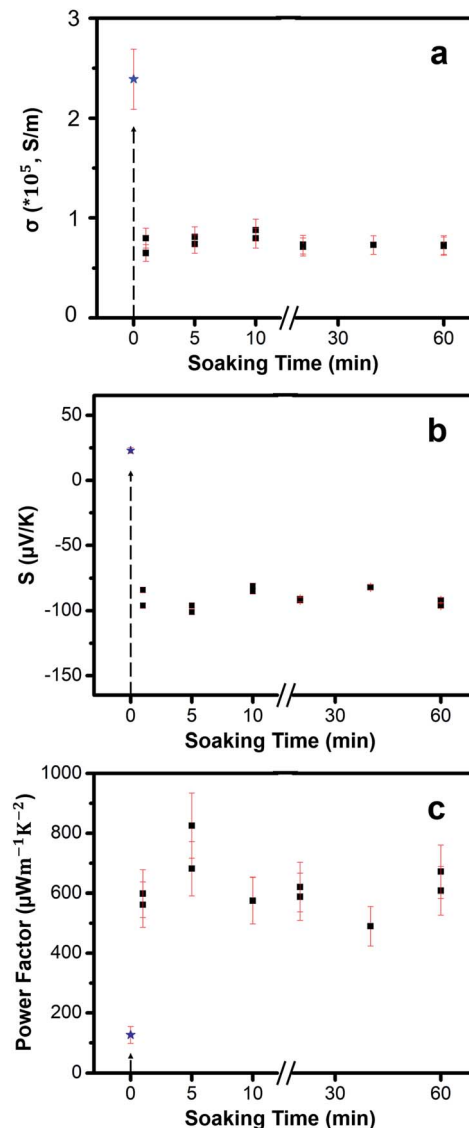 a
3
2
1
0
σ (*10⁵, S/m)
0 5 10 30 60
Soaking Time (min)
b
50
0
-50
-100
-150
S (µV/K)
0 5 10 30 60
Soaking Time (min)
c
1000
800
600
400
200
0
Power Factor (µWm⁻¹K⁻²)
0 5 10 30 60
Soaking Time (min)